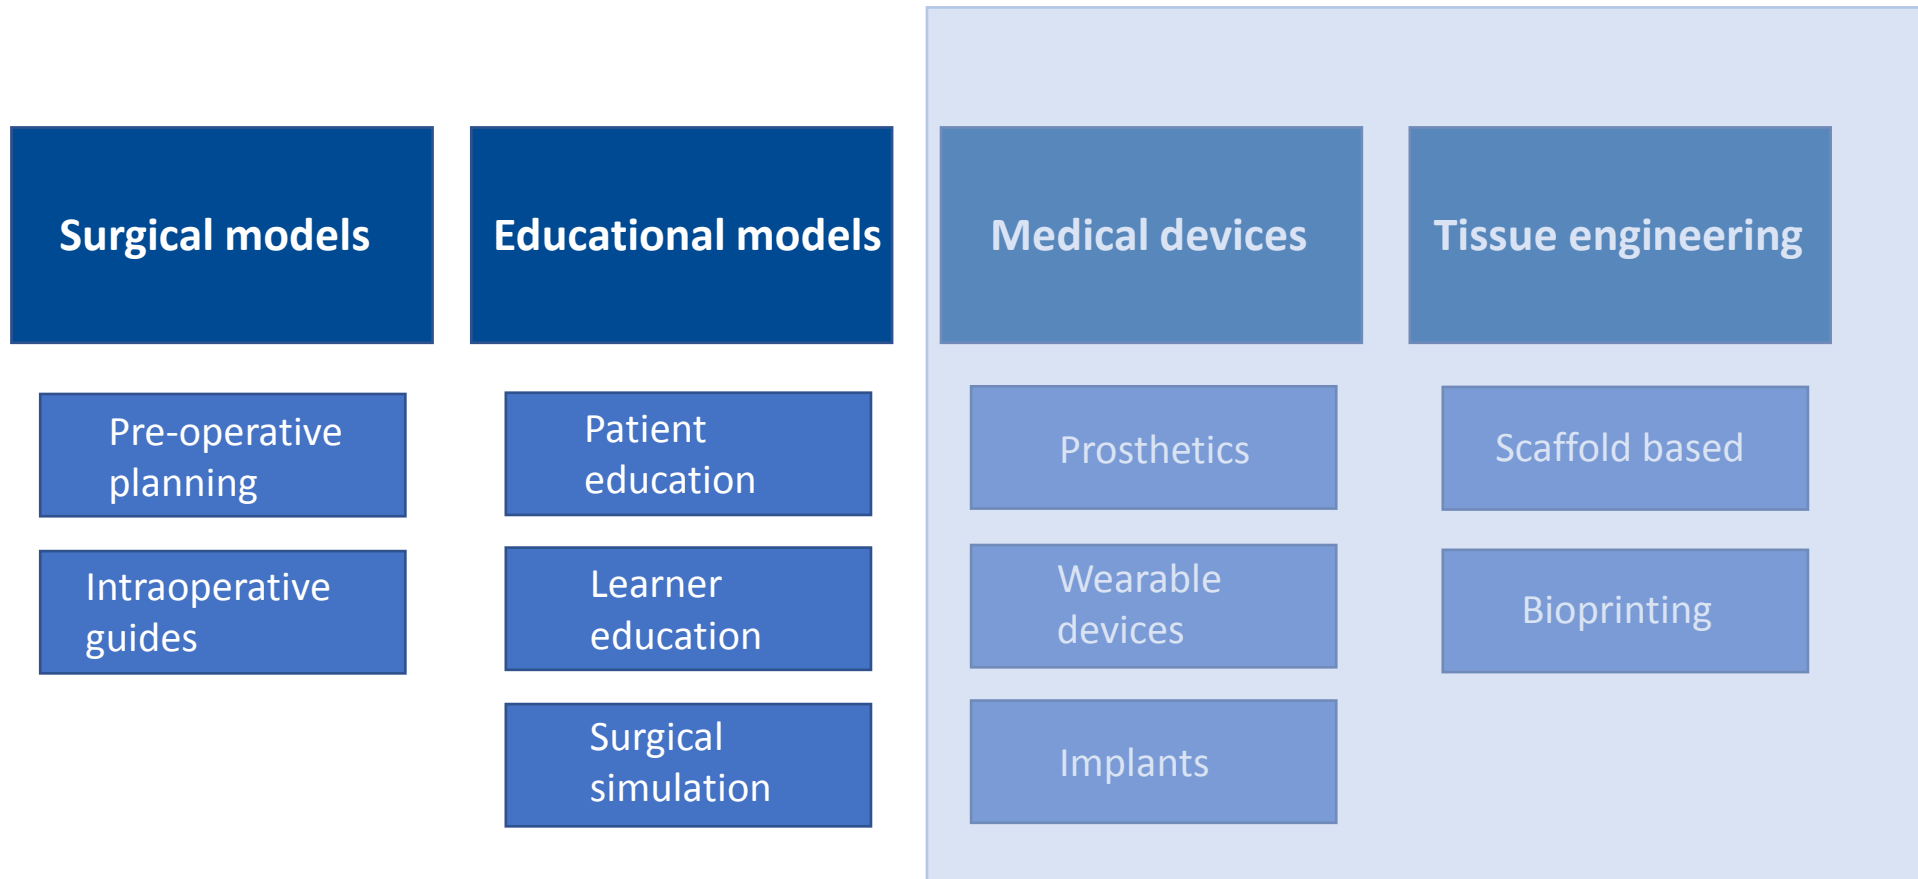 Surgical models
Educational models
Medical devices
Tissue engineering
Pre-operative
planning
Intraoperative
guides
Patient
education
Learner
education
Surgical
simulation
Prosthetics
Wearable
devices
Implants
Scaffold based
Bioprinting